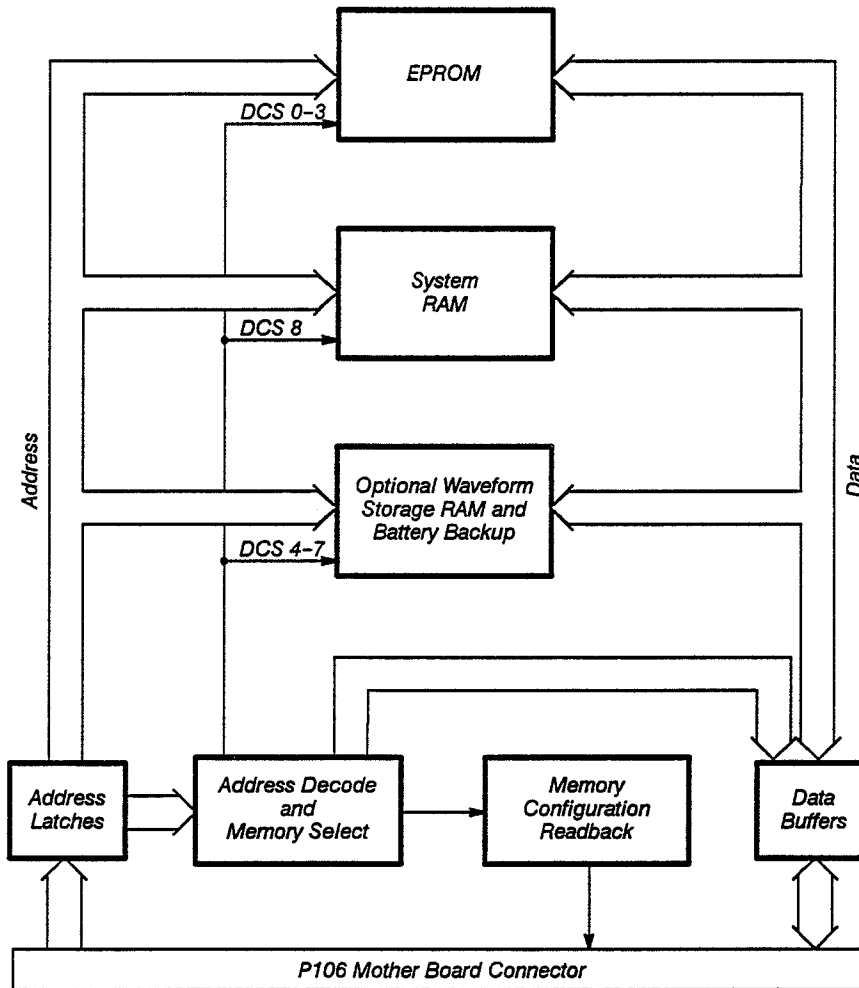 EPROM
DCS 0–3
System
RAM
DCS 8
Address
Data
Optional Waveform
Storage RAM and
Battery Backup
DCS 4–7
Address
Latches
Address Decode
and
Memory Select
Memory
Configuration
Readback
Data
Buffers
P106 Mother Board Connector